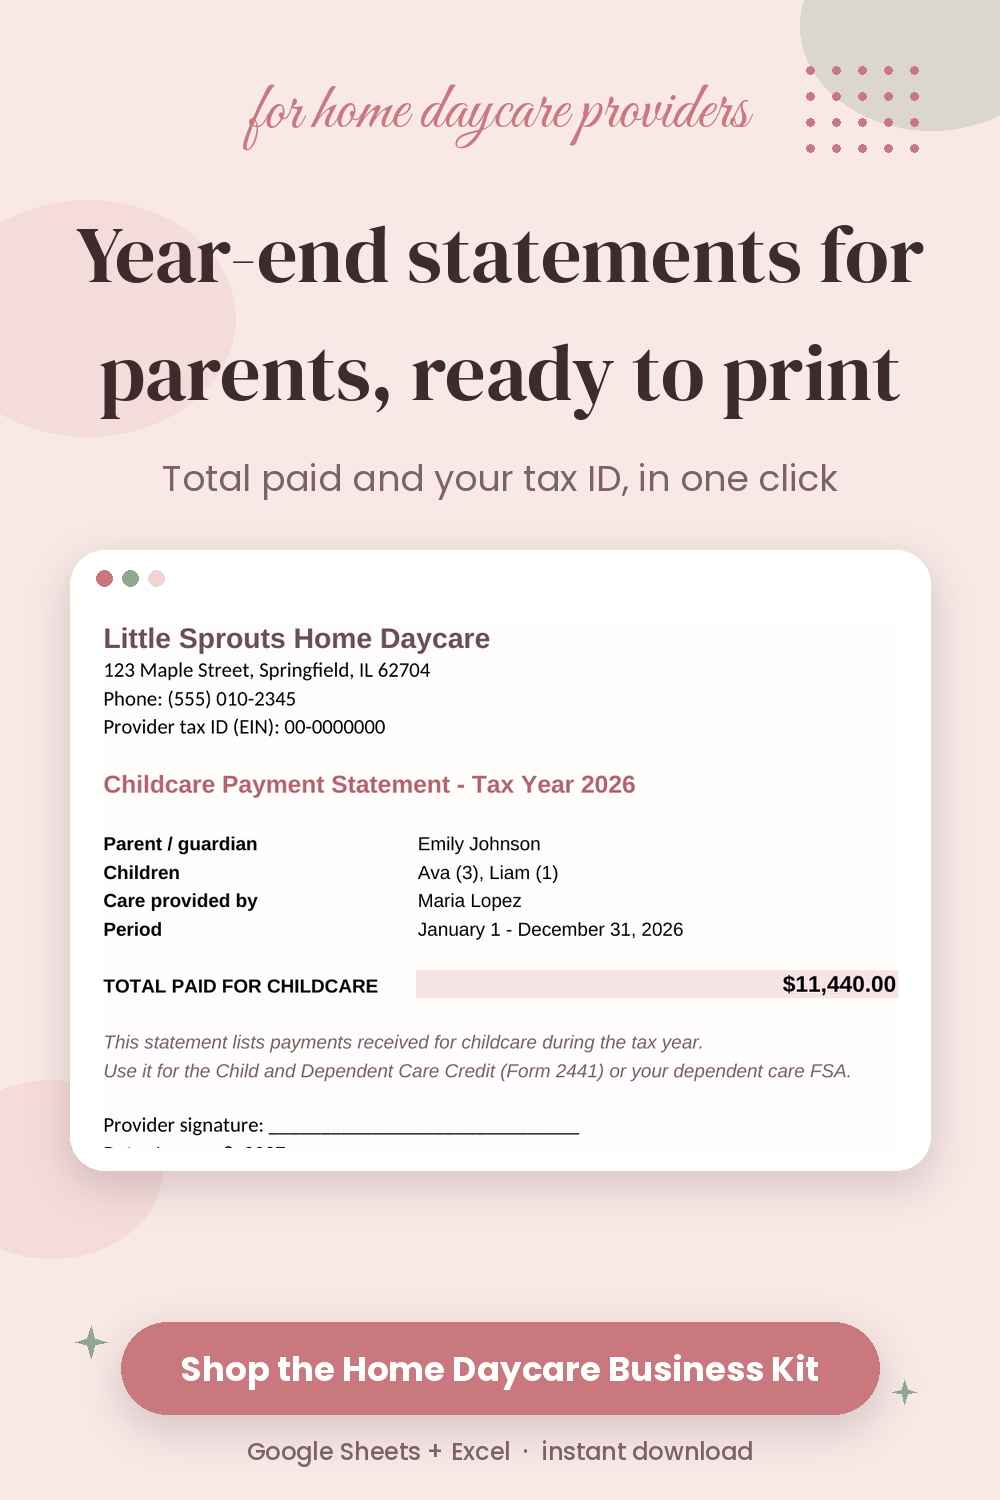 for home daycare providers
Year-end statements for
parents, ready to print
Total paid and your tax ID, in one click
Little Sprouts Home Daycare
123 Maple Street, Springfield, IL 62704
Phone: (555) 010-2345
Provider tax ID (EIN): 00-0000000
Childcare Payment Statement - Tax Year 2026
Parent / guardian Emily Johnson
Children Ava (3), Liam (1)
Care provided by Maria Lopez
Period January 1 - December 31, 2026
TOTAL PAID FOR CHILDCARE $11,440.00
This statement lists payments received for childcare during the tax year.
Use it for the Child and Dependent Care Credit (Form 2441) or your dependent care FSA.
Provider signature: _______________________________
Shop the Home Daycare Business Kit
Google Sheets + Excel · instant download